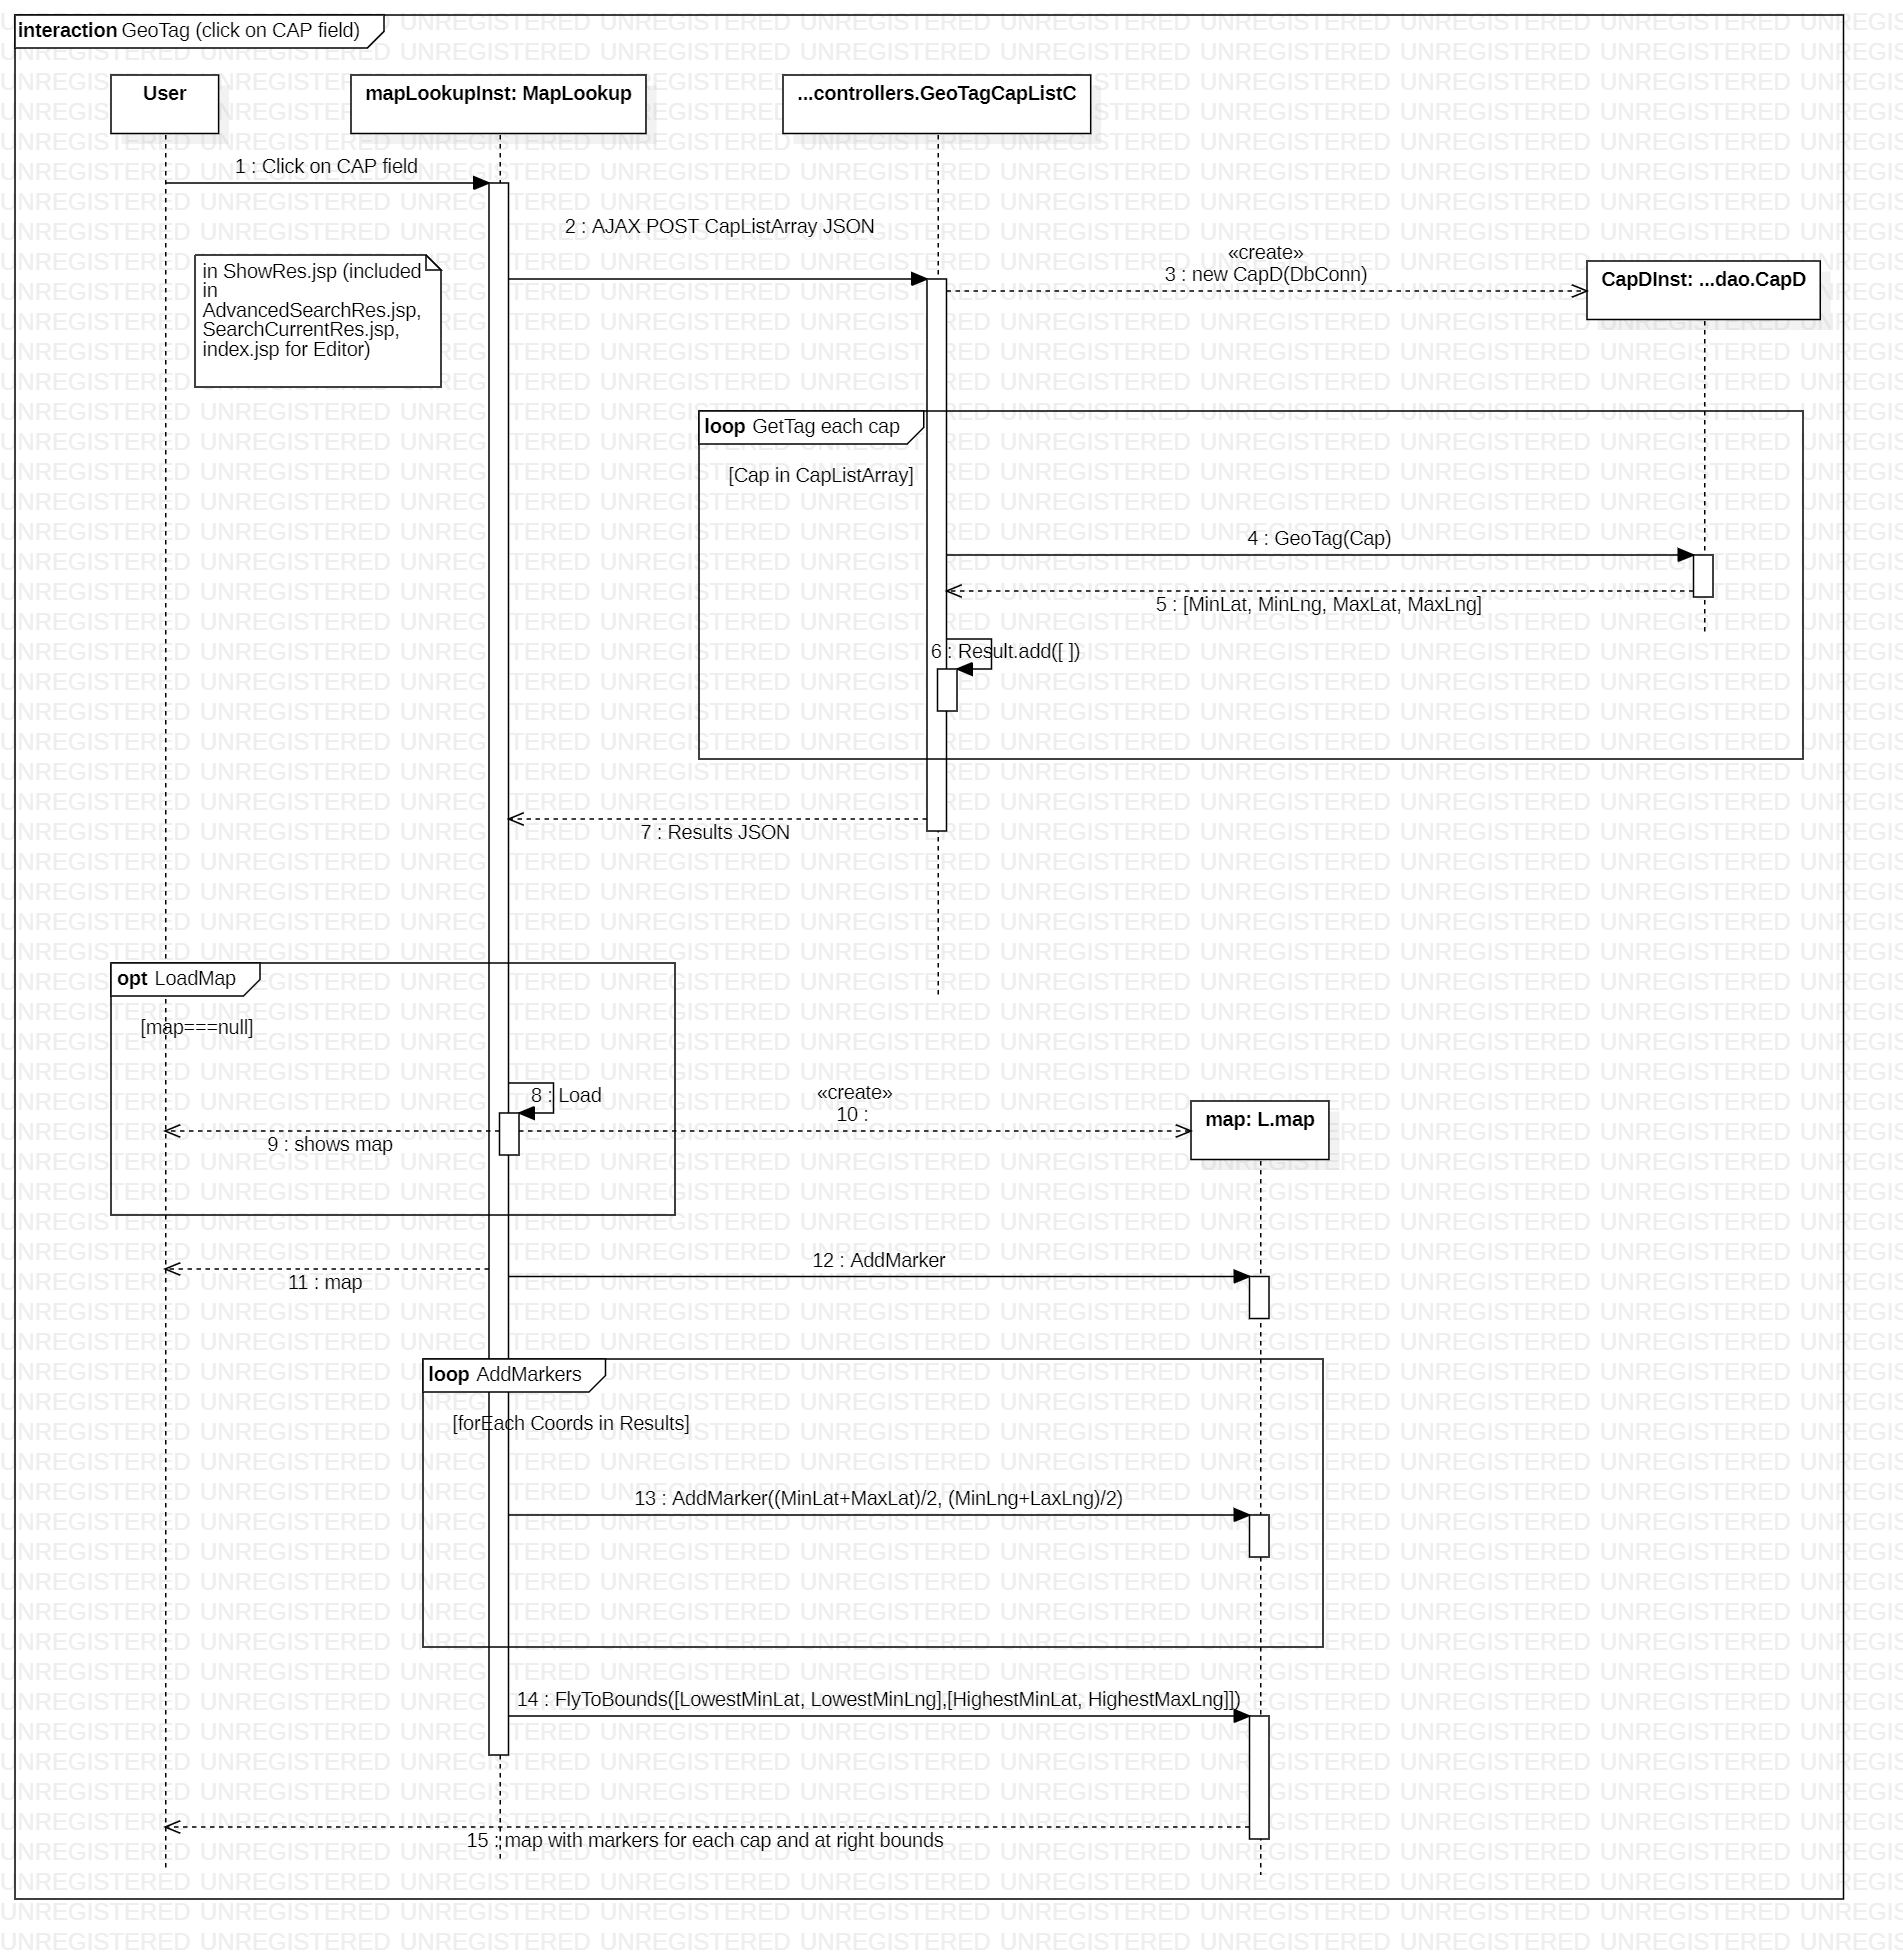 interaction GeoTag (click on CAP field)
User
mapLookupInst: MapLookup
...controllers.GeoTagCapListC
1 : Click on CAP field
2 : AJAX POST CapListArray JSON
«create»
3 : new CapD(DbConn)
CapDInst: ...dao.CapD
in ShowRes.jsp (included
in
AdvancedSearchRes.jsp,
SearchCurrentRes.jsp,
index.jsp for Editor)
loop GetTag each cap
[Cap in CapListArray]
4 : GeoTag(Cap)
5 : [MinLat, MinLng, MaxLat, MaxLng]
6 : Result.add([ ])
7 : Results JSON
opt LoadMap
[map===null]
8 : Load
«create»
10 :
map: L.map
9 : shows map
12 : AddMarker
11 : map
loop AddMarkers
[forEach Coords in Results]
13 : AddMarker((MinLat+MaxLat)/2, (MinLng+LaxLng)/2)
14 : FlyToBounds([LowestMinLat, LowestMinLng],[HighestMinLat, HighestMaxLng]])
15 : map with markers for each cap and at right bounds
UNREGISTERED